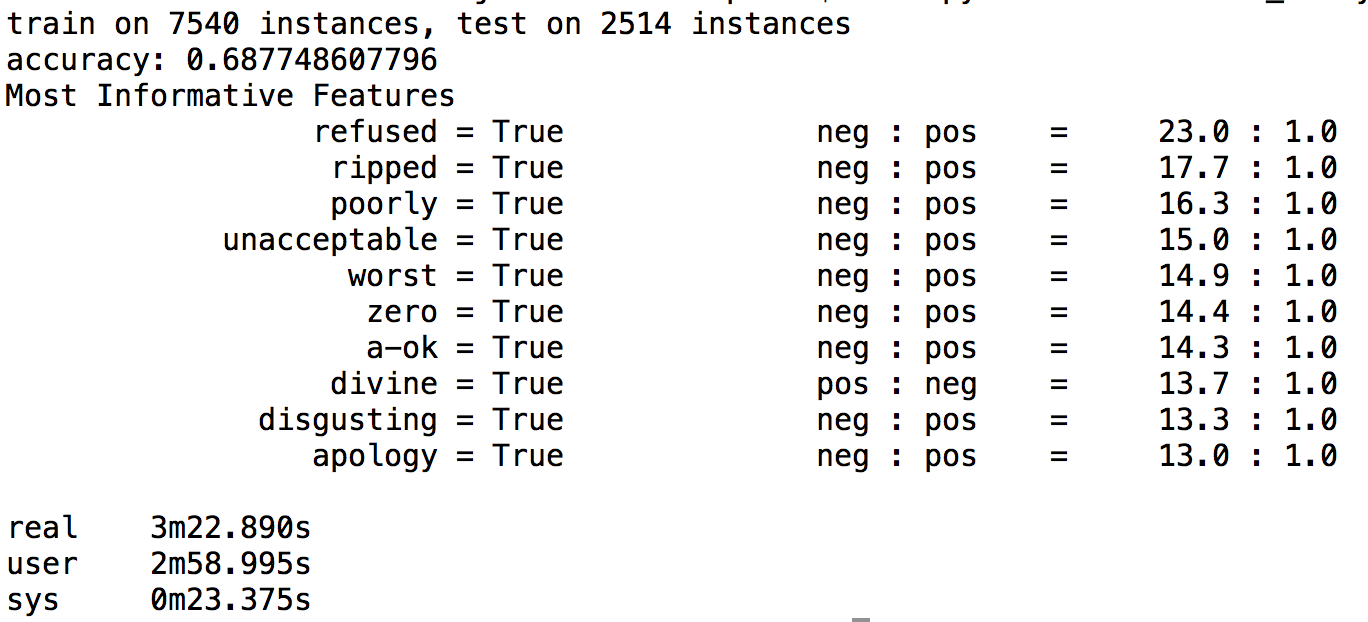 train on 7540 instances, test on 2514 instances
accuracy: 0.687748607796
Most Informative Features
refused = True neg : pos = 23.0 : 1.0
ripped = True neg : pos = 17.7 : 1.0
poorly = True neg : pos = 16.3 : 1.0
unacceptable = True neg : pos = 15.0 : 1.0
worst = True neg : pos = 14.9 : 1.0
zero = True neg : pos = 14.4 : 1.0
a-ok = True neg : pos = 14.3 : 1.0
divine = True pos : neg = 13.7 : 1.0
disgusting = True neg : pos = 13.3 : 1.0
apology = True neg : pos = 13.0 : 1.0
real 3m22.890s
user 2m58.995s
sys 0m23.375s